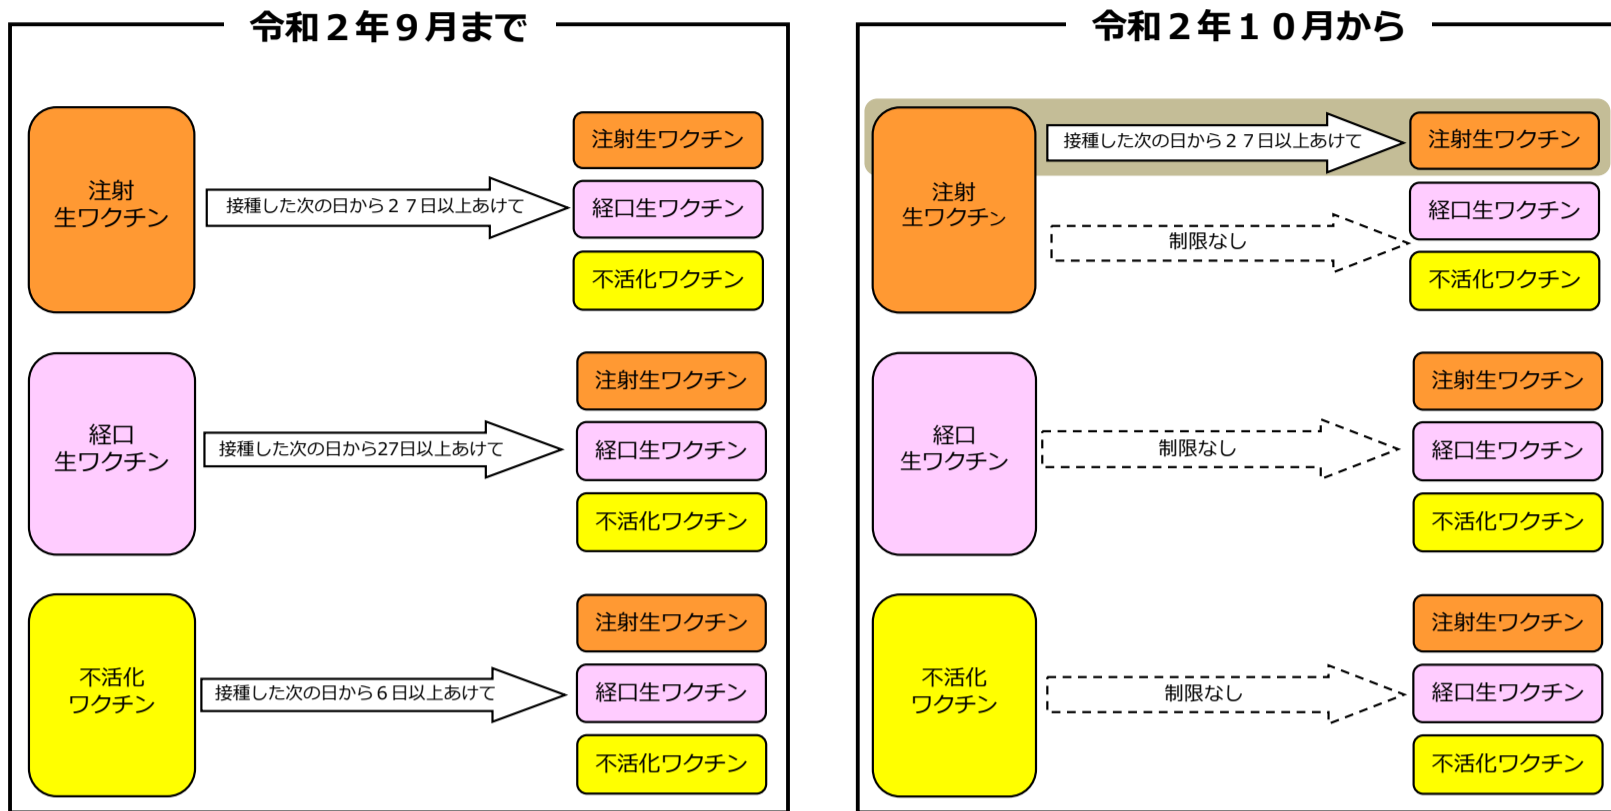 令和２年９月まで
注射
生ワクチン
接種した次の日から２７日以上あけて
注射生ワクチン
経口生ワクチン
不活化ワクチン
経口
生ワクチン
接種した次の日から27日以上あけて
注射生ワクチン
経口生ワクチン
不活化ワクチン
不活化
ワクチン
接種した次の日から６日以上あけて
注射生ワクチン
経口生ワクチン
不活化ワクチン
令和２年１０月から
注射
生ワクチン
接種した次の日から２７日以上あけて
注射生ワクチン
制限なし
経口生ワクチン
不活化ワクチン
経口
生ワクチン
制限なし
注射生ワクチン
経口生ワクチン
不活化ワクチン
不活化
ワクチン
制限なし
注射生ワクチン
経口生ワクチン
不活化ワクチン